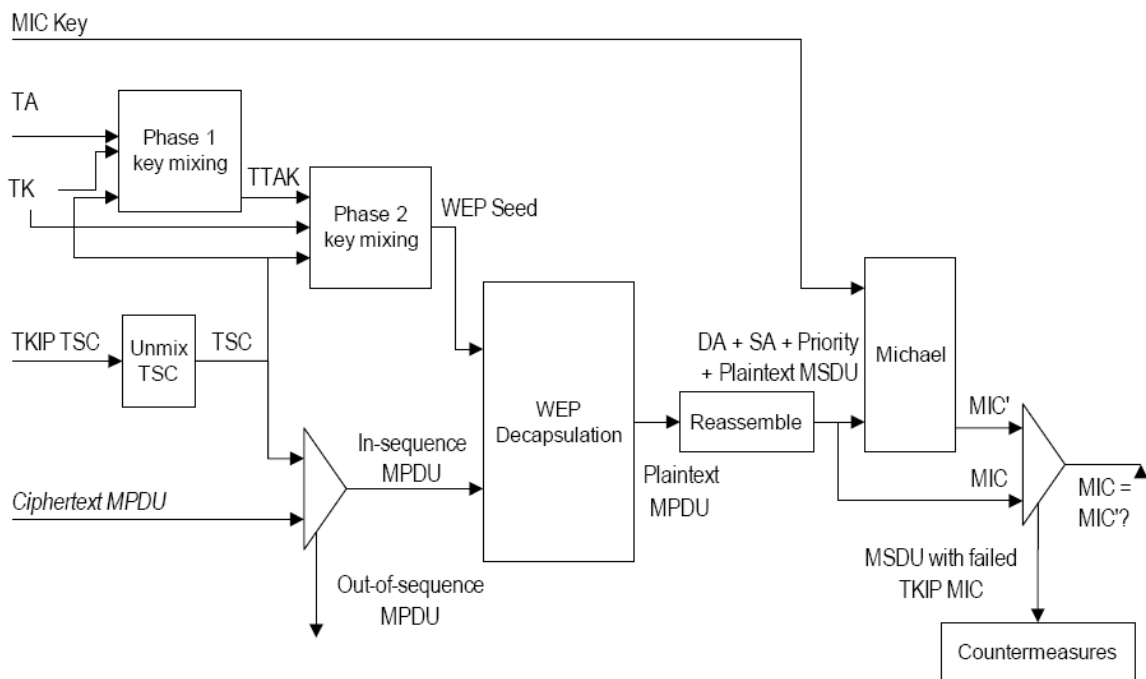 MIC Key
TA
Phase 1
key mixing
TK
TTAK
Phase 2
key mixing
WEP Seed
TKIP TSC
Unmix
TSC
TSC
DA + SA + Priority
+ Plaintext MSDU
Michael
WEP
Decapsulation
Reassemble
MIC'
In-sequence
MPDU
Ciphertext MPDU
Plaintext
MPDU
MIC
MIC =
MIC'?
Out-of-sequence
MPDU
MSDU with failed
TKIP MIC
Countermeasures